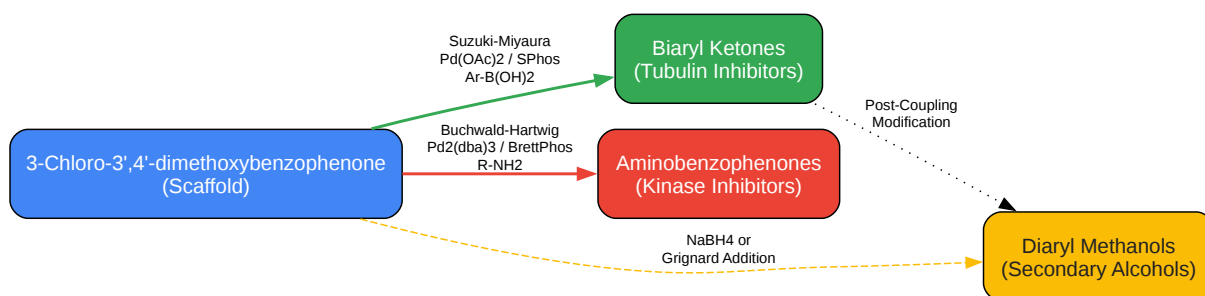 Suzuki-Miyaura
Pd(OAc)2 / SPhos
Ar-B(OH)2
Biaryl Ketones
(Tubulin Inhibitors)
Post-Coupling
Modification
3-Chloro-3',4'-dimethoxybenzophenone
(Scaffold)
Buchwald-Hartwig
Pd2(dba)3 / BrettPhos
R-NH2
Aminobenzophenones
(Kinase Inhibitors)
NaBH4 or
Grignard Addition
Diaryl Methanols
(Secondary Alcohols)